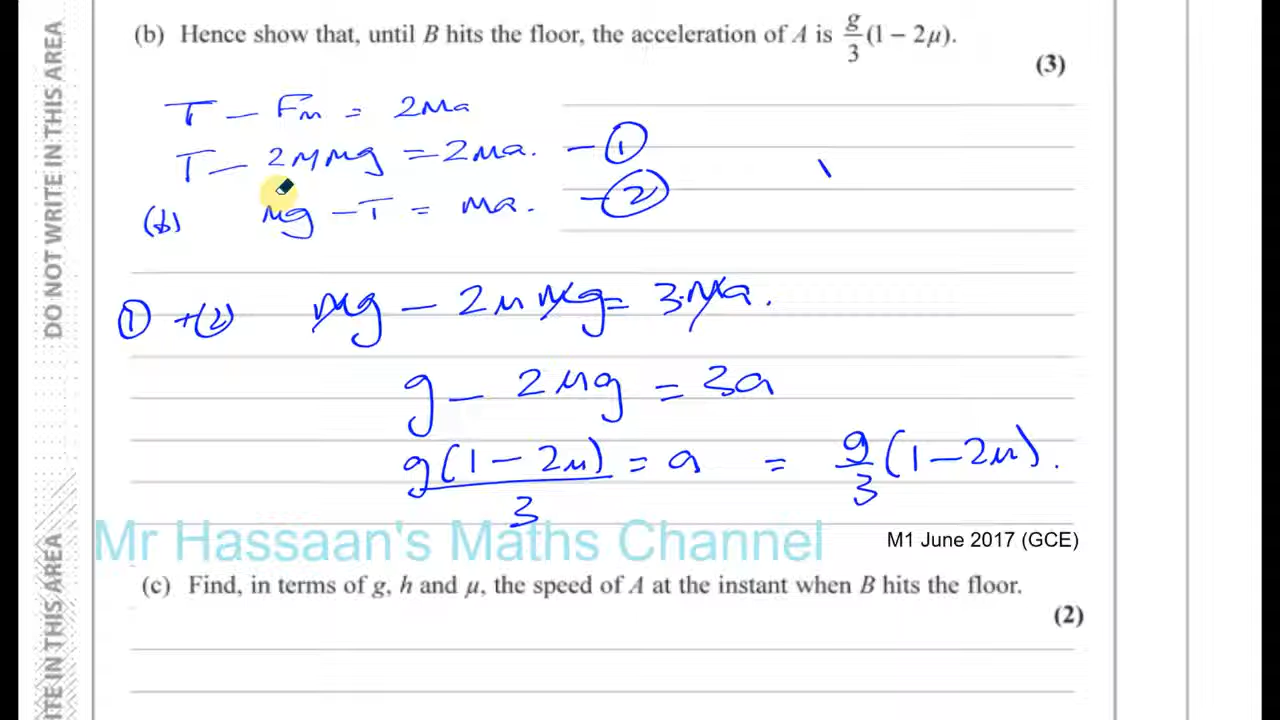 DO NOT WRITE IN THIS AREA
(b) Hence show that, until B hits the floor, the acceleration of A is g/3 (1 – 2μ).
(3)
T – Fm = 2ma
T – 2μmg = 2ma. – ①
(b) mg – T = ma. – ②
① + (2) mg – 2μmg = 3ma.
g – 2μg = 3a
g(1 – 2μ)/3 = a = g/3 (1 – 2μ).
Mr Hassaan's Maths Channel
M1 June 2017 (GCE)
(c) Find, in terms of g, h and μ, the speed of A at the instant when B hits the floor.
(2)
ITE IN THIS AREA